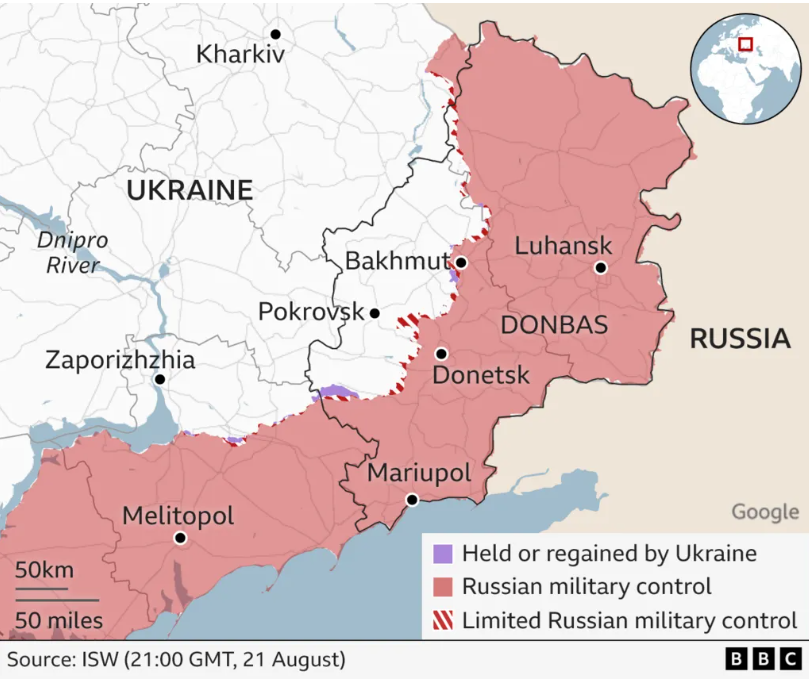 Kharkiv
UKRAINE
Dnipro
River
Bakhmut
Luhansk
Pokrovsk
DONBAS
RUSSIA
Zaporizhzhia
Donetsk
Mariupol
Melitopol
Google
Held or regained by Ukraine
Russian military control
Limited Russian military control
50km
50 miles
Source: ISW (21:00 GMT, 21 August)
BBC